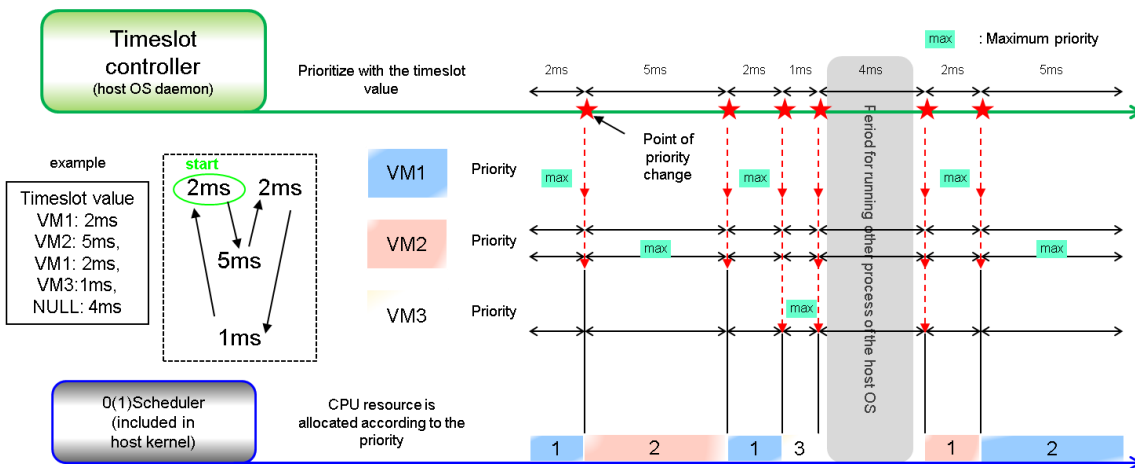 Timeslot
controller
(host OS daemon)
Prioritize with the timeslot
value
max : Maximum priority
2ms 5ms 2ms 1ms 4ms 2ms 5ms
Point of
priority
change
Period for running other process of the host OS
example
Timeslot value
VM1: 2ms
VM2: 5ms,
VM1: 2ms,
VM3:1ms,
NULL: 4ms
start
2ms 2ms
5ms
1ms
VM1 Priority max max max
VM2 Priority max max
VM3 Priority max
0(1)Scheduler
(included in
host kernel)
CPU resource is
allocated according to the
priority
1 2 1 3 1 2